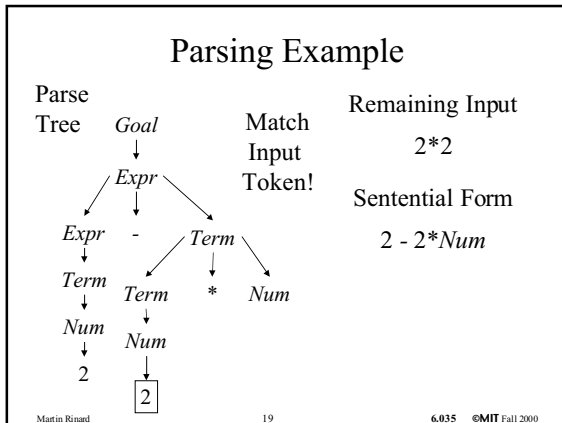 Parsing Example
Parse
Tree
Goal
Expr
Expr - Term
Term Term * Num
Num Num
2
2
Match
Input
Token!
Remaining Input
2*2
Sentential Form
2 - 2*Num
Martin Rinard 19 6.035 ©MIT Fall 2000